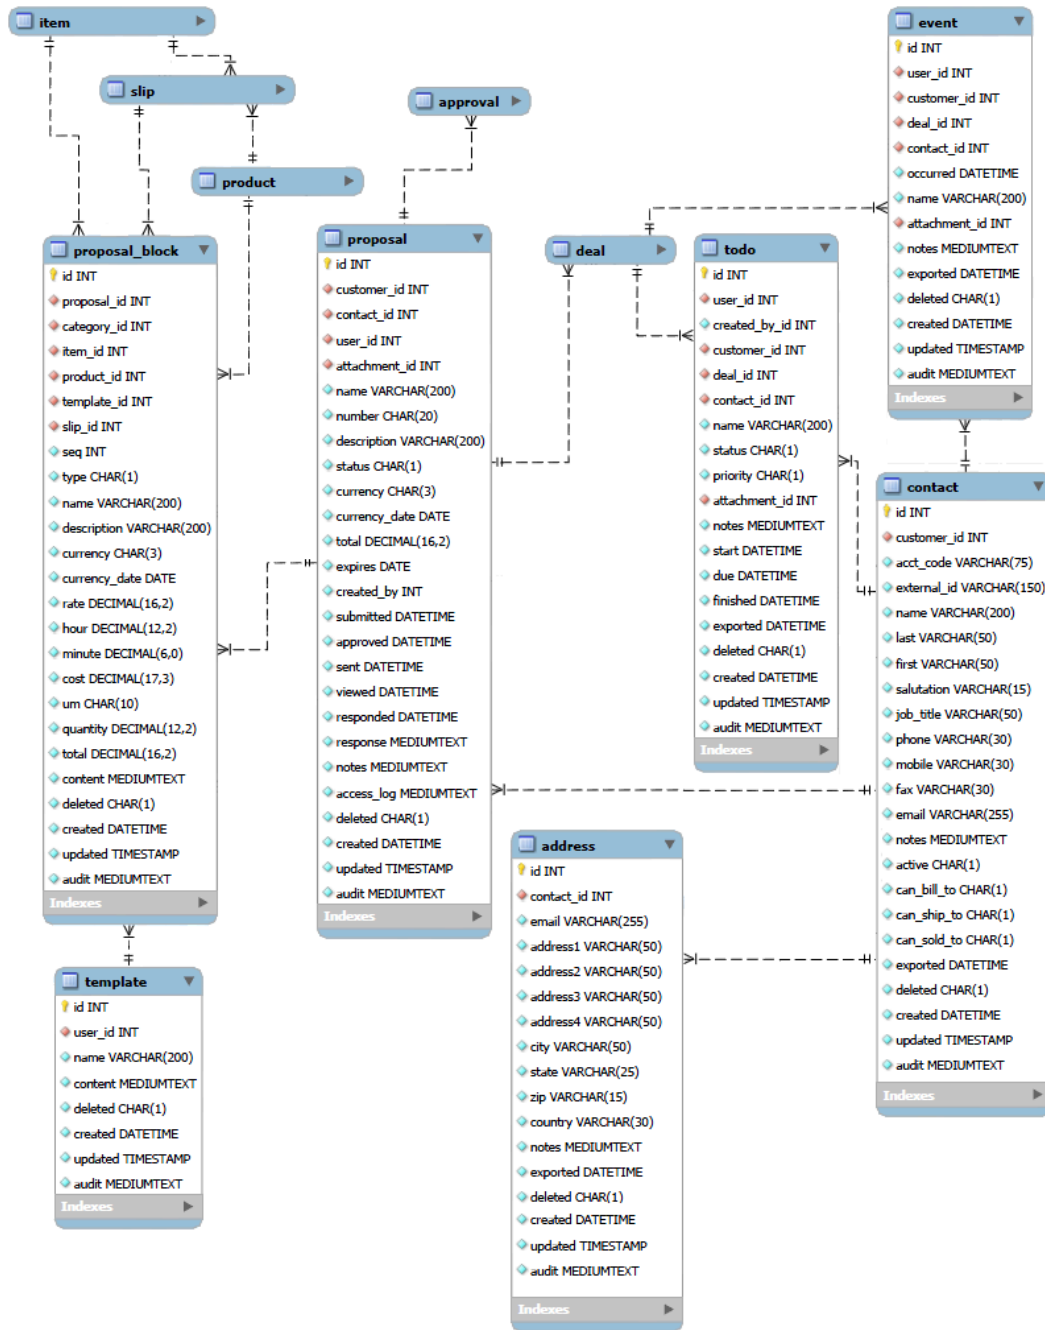 item
slip
product
approval
proposal_block
id INT
proposal_id INT
category_id INT
item_id INT
product_id INT
template_id INT
slip_id INT
seq INT
type CHAR(1)
name VARCHAR(200)
description VARCHAR(200)
currency CHAR(3)
currency_date DATE
rate DECIMAL(16,2)
hour DECIMAL(12,2)
minute DECIMAL(6,0)
cost DECIMAL(17,3)
um CHAR(10)
quantity DECIMAL(12,2)
total DECIMAL(16,2)
content MEDIUMTEXT
deleted CHAR(1)
created DATETIME
updated TIMESTAMP
audit MEDIUMTEXT
Indexes
template
id INT
user_id INT
name VARCHAR(200)
content MEDIUMTEXT
deleted CHAR(1)
created DATETIME
updated TIMESTAMP
audit MEDIUMTEXT
Indexes
proposal
id INT
customer_id INT
contact_id INT
user_id INT
attachment_id INT
name VARCHAR(200)
number CHAR(20)
description VARCHAR(200)
status CHAR(1)
currency CHAR(3)
currency_date DATE
total DECIMAL(16,2)
expires DATE
created_by INT
submitted DATETIME
approved DATETIME
sent DATETIME
viewed DATETIME
responded DATETIME
response MEDIUMTEXT
notes MEDIUMTEXT
access_log MEDIUMTEXT
deleted CHAR(1)
created DATETIME
updated TIMESTAMP
audit MEDIUMTEXT
Indexes
deal
todo
id INT
user_id INT
created_by_id INT
customer_id INT
deal_id INT
contact_id INT
name VARCHAR(200)
status CHAR(1)
priority CHAR(1)
attachment_id INT
notes MEDIUMTEXT
start DATETIME
due DATETIME
finished DATETIME
exported DATETIME
deleted CHAR(1)
created DATETIME
updated TIMESTAMP
audit MEDIUMTEXT
Indexes
address
id INT
contact_id INT
email VARCHAR(255)
address1 VARCHAR(50)
address2 VARCHAR(50)
address3 VARCHAR(50)
address4 VARCHAR(50)
city VARCHAR(50)
state VARCHAR(25)
zip VARCHAR(15)
country VARCHAR(30)
notes MEDIUMTEXT
exported DATETIME
deleted CHAR(1)
created DATETIME
updated TIMESTAMP
audit MEDIUMTEXT
Indexes
event
id INT
user_id INT
customer_id INT
deal_id INT
contact_id INT
occurred DATETIME
name VARCHAR(200)
attachment_id INT
notes MEDIUMTEXT
exported DATETIME
deleted CHAR(1)
created DATETIME
updated TIMESTAMP
audit MEDIUMTEXT
Indexes
contact
id INT
customer_id INT
acct_code VARCHAR(75)
external_id VARCHAR(150)
name VARCHAR(200)
last VARCHAR(50)
first VARCHAR(50)
salutation VARCHAR(15)
job_title VARCHAR(50)
phone VARCHAR(30)
mobile VARCHAR(30)
fax VARCHAR(30)
email VARCHAR(255)
notes MEDIUMTEXT
active CHAR(1)
can_bill_to CHAR(1)
can_ship_to CHAR(1)
can_sold_to CHAR(1)
exported DATETIME
deleted CHAR(1)
created DATETIME
updated TIMESTAMP
audit MEDIUMTEXT
Indexes